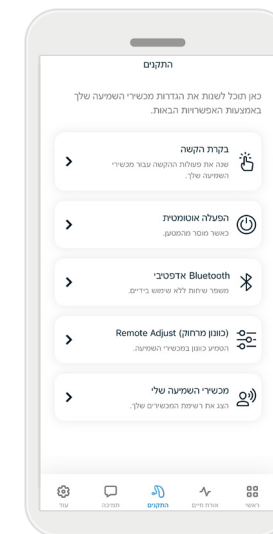 התקנים
כאן תוכל לשנות את הגדרות מכשירי השמיעה שלך
באמצעות האפשרויות הבאות.
בקרת הקשה
שנה את פעולות ההקשה עבור מכשירי
השמיעה שלך.
הפעלה אוטומטית
כאשר מוסר מהמטען.
Bluetooth אדפטיבי
משפר שיחות ללא שימוש בידיים.
Remote Adjust (כוונון מרחוק)
הטמיע כוונון במכשירי השמיעה.
מכשירי השמיעה שלי
הצג את רשימת המכשירים שלך.
ראשי אורח חיים התקנים תמיכה עוד